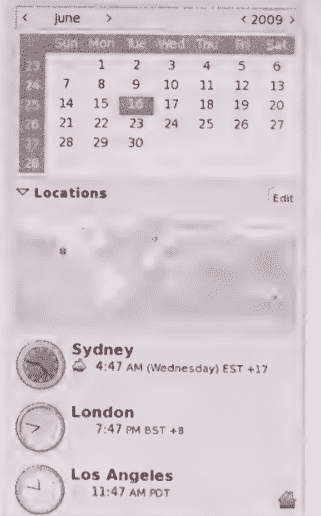 < June > < 2009 >
Sun Mon Tue Wed Thu Fri Sat
23 1 2 3 4 5 6
24 7 8 9 10 11 12 13
25 14 15 16 17 18 19 20
26 21 22 23 24 25 26 27
27 28 29 30
28
Locations
Edit
Sydney
4:47 AM (Wednesday) EST +17
London
7:47 PM BST +8
Los Angeles
11:47 AM PDT